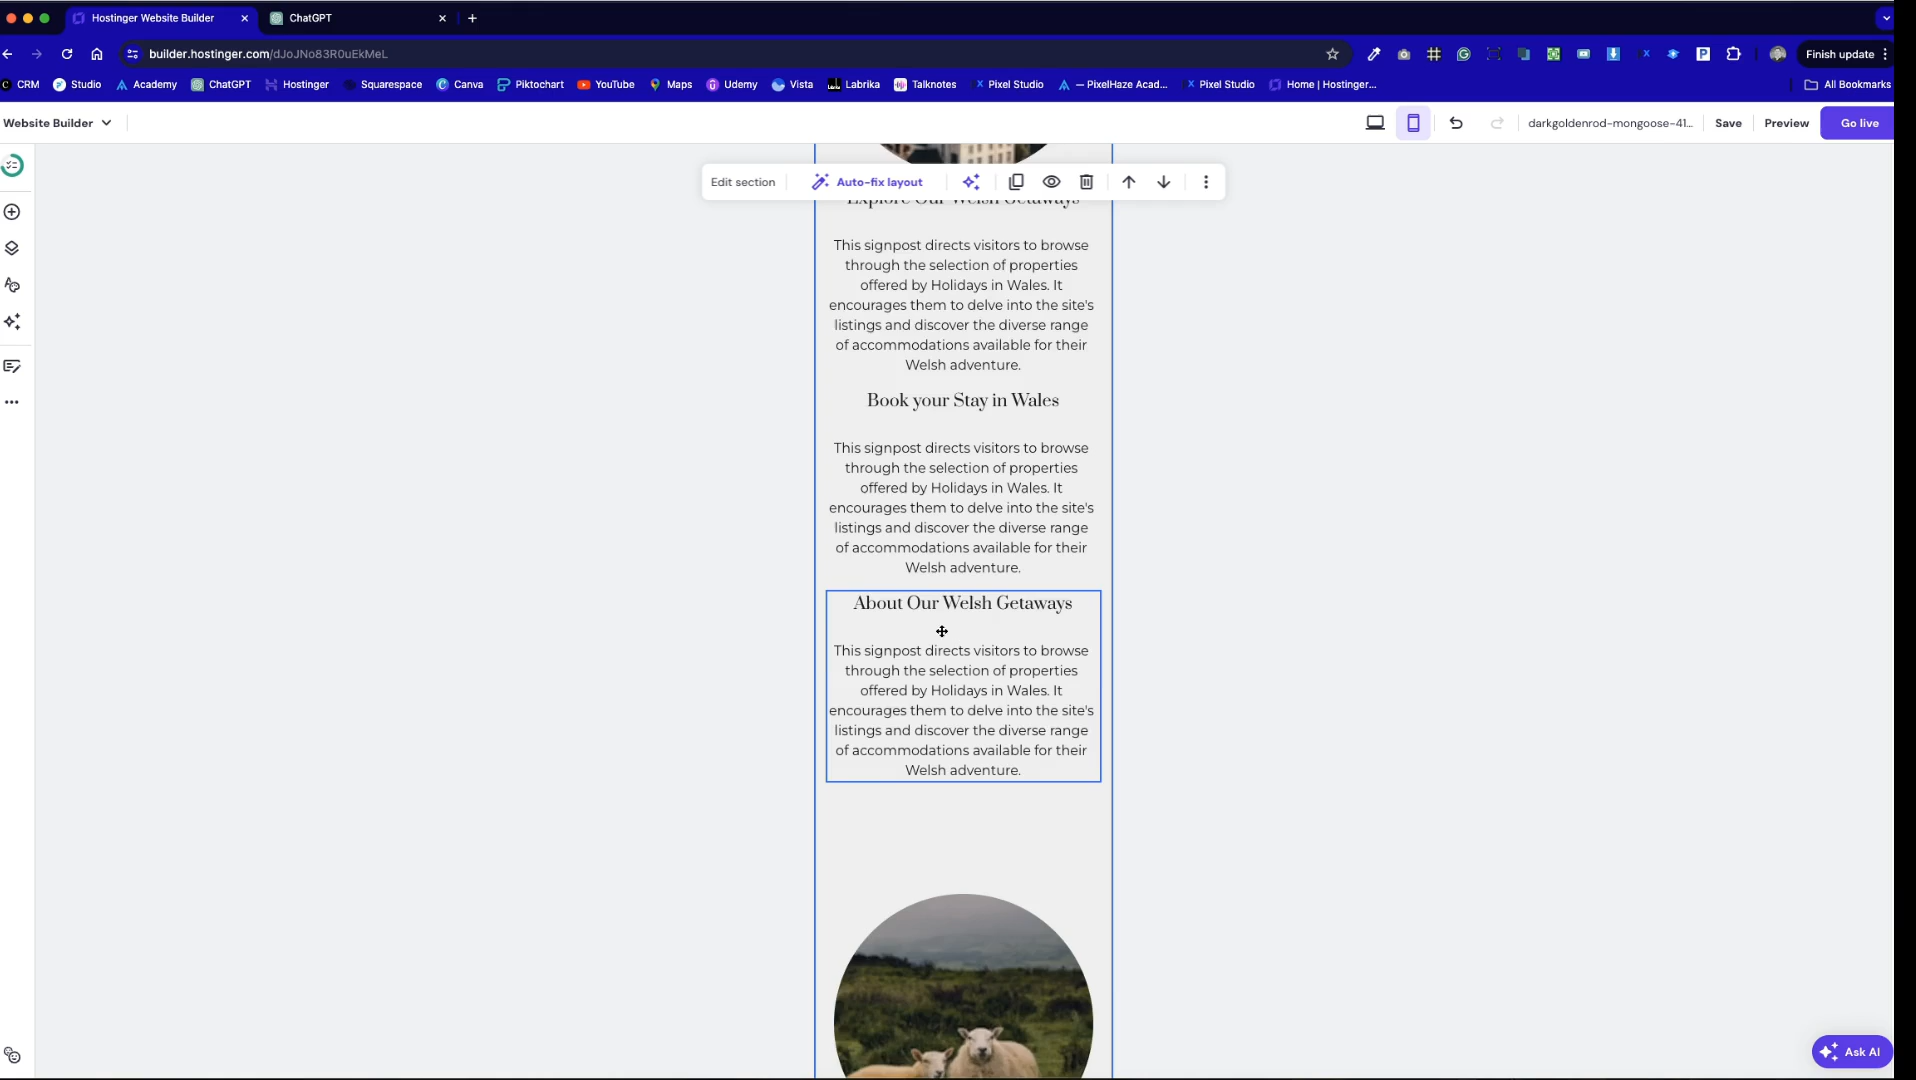 Hostinger Website Builder
ChatGPT
builder.hostinger.com/dJoJNo83R0uEkMeL
Finish update
CRM
Studio
Academy
ChatGPT
Hostinger
Squarespace
Canva
Piktochart
YouTube
Maps
Udemy
Vista
Labrika
Talknotes
Pixel Studio
— PixelHaze Acad...
Pixel Studio
Home | Hostinger...
All Bookmarks
Website Builder
darkgoldenrod-mongoose-41...
Save
Preview
Go live
Edit section
Auto-fix layout
Explore Our Welsh Getaways
This signpost directs visitors to browse
through the selection of properties
offered by Holidays in Wales. It
encourages them to delve into the site's
listings and discover the diverse range
of accommodations available for their
Welsh adventure.
Book your Stay in Wales
This signpost directs visitors to browse
through the selection of properties
offered by Holidays in Wales. It
encourages them to delve into the site's
listings and discover the diverse range
of accommodations available for their
Welsh adventure.
About Our Welsh Getaways
This signpost directs visitors to browse
through the selection of properties
offered by Holidays in Wales. It
encourages them to delve into the site's
listings and discover the diverse range
of accommodations available for their
Welsh adventure.
Ask AI